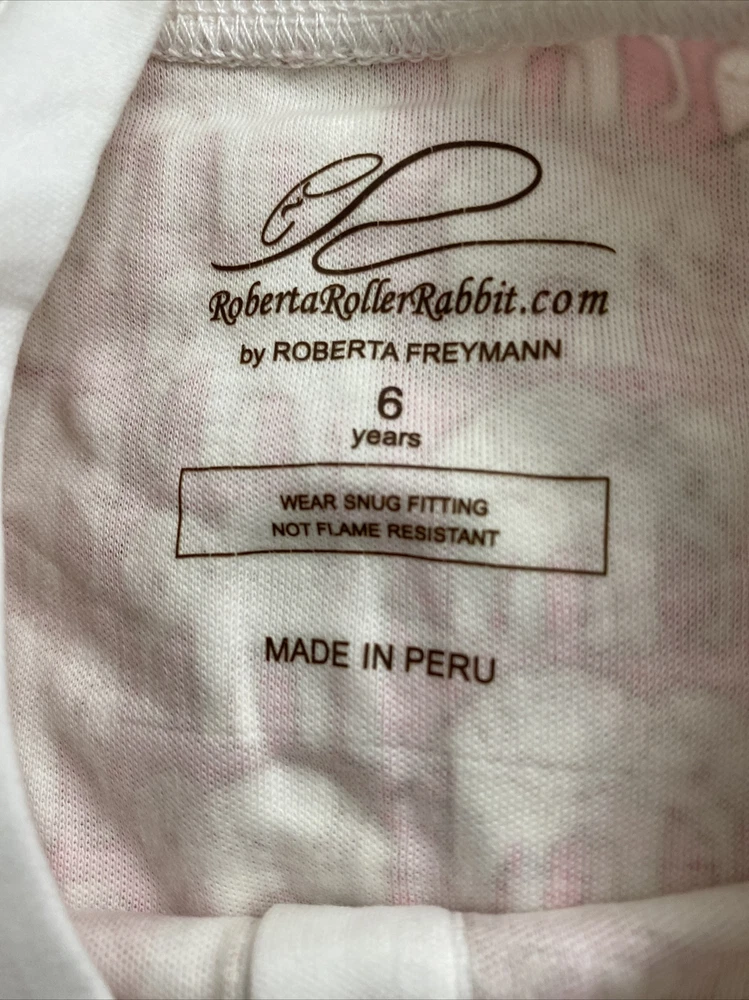 RobertaRollerRabbit.com
by ROBERTA FREYMANN
6
years
WEAR SNUG FITTING
NOT FLAME RESISTANT
MADE IN PERU